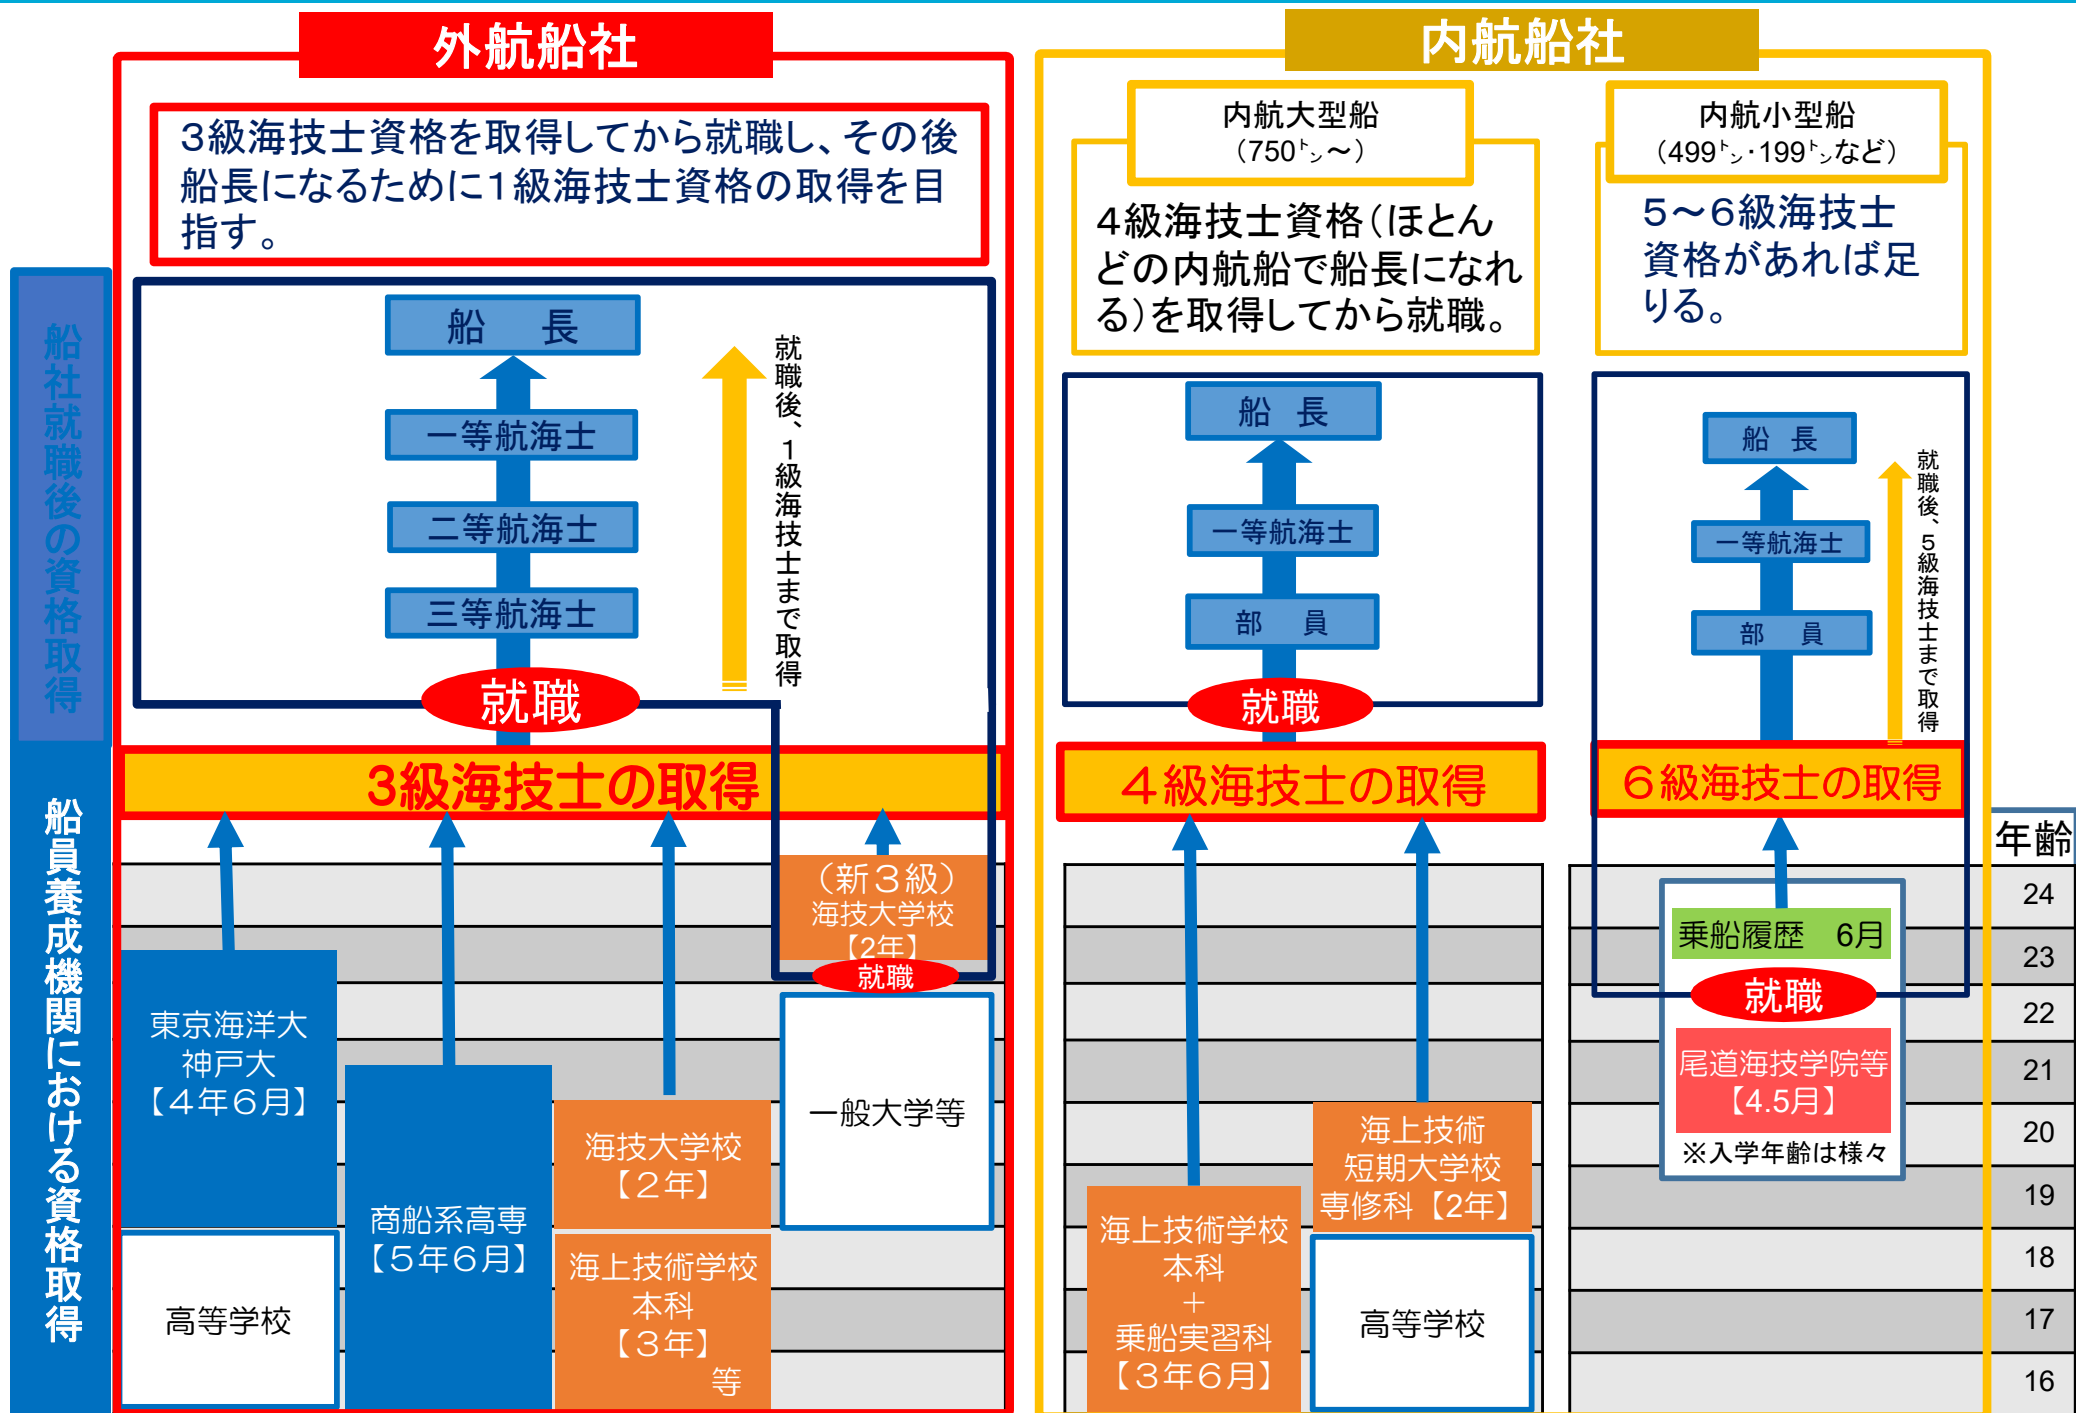 外航船社
3級海技士資格を取得してから就職し、その後
船長になるために1級海技士資格の取得を目
指す。
船社就職後の資格取得
船　長
一等航海士
二等航海士
三等航海士
就職後、1級海技士まで取得
就職
3級海技士の取得
船員養成機関における資格取得
東京海洋大
神戸大
【4年6月】
高等学校
商船系高専
【5年6月】
海技大学校
【2年】
海上技術学校
本科
【3年】
等
（新3級）
海技大学校
【2年】
就職
一般大学等
内航船社
内航大型船
（750㌧～）
4級海技士資格（ほとん
どの内航船で船長になれ
る）を取得してから就職。
船 長
一等航海士
部　員
就職
4級海技士の取得
海上技術学校
本科
＋
乗船実習科
【3年6月】
海上技術
短期大学校
専修科【2年】
高等学校
内航小型船
（499㌧・199㌧など）
5～6級海技士
資格があれば足
りる。
船 長
一等航海士
部　員
就職後、5級海技士まで取得
6級海技士の取得
乗船履歴　6月
就職
尾道海技学院等
【4.5月】
※入学年齢は様々
年齢
24
23
22
21
20
19
18
17
16